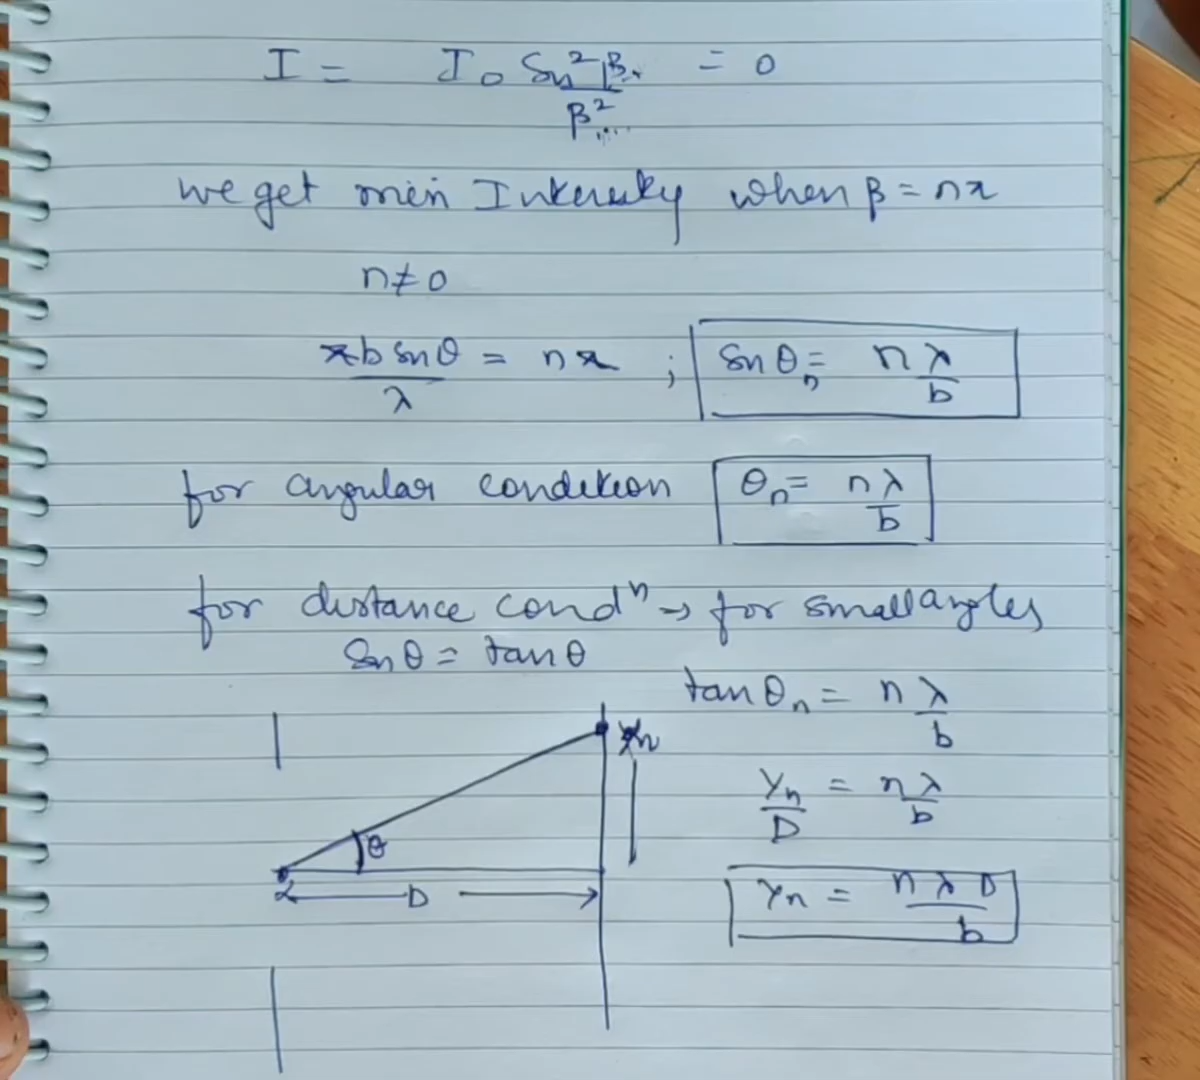 I = I₀ Sin²β / β² = 0
we get min Intensity when β = nπ
n ≠ 0
πb sinθ / λ = nπ ; Sin θₙ = nλ / b
for angular condition θₙ = nλ / b
for distance condⁿ → for small angles
Sin θ = tan θ
tan θₙ = nλ / b
Yₙ / D = nλ / b
Yₙ = nλD / b
θ
D